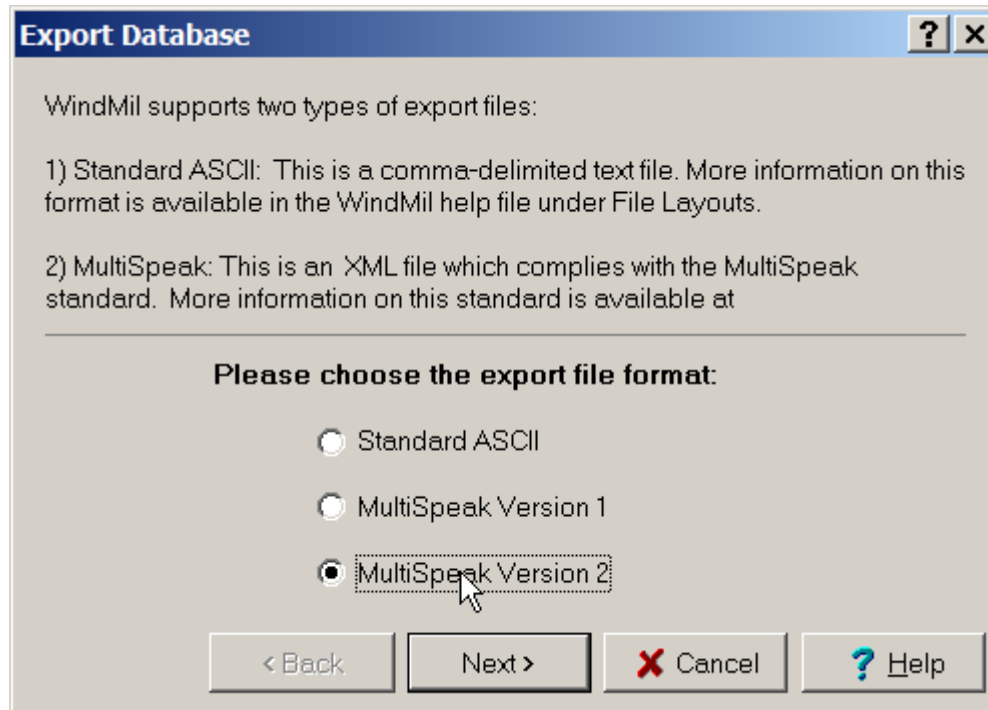 Export Database
WindMil supports two types of export files:
1) Standard ASCII: This is a comma-delimited text file. More information on this
format is available in the WindMil help file under File Layouts.
2) MultiSpeak: This is an XML file which complies with the MultiSpeak
standard. More information on this standard is available at
Please choose the export file format:
Standard ASCII
MultiSpeak Version 1
MultiSpeak Version 2
< Back Next > Cancel ? Help